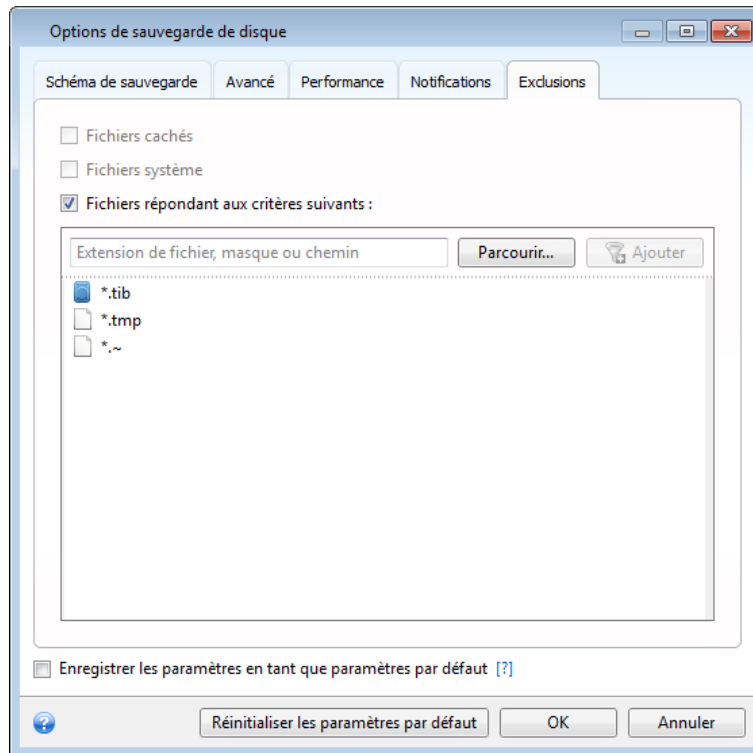 Options de sauvegarde de disque
Schéma de sauvegarde Avancé Performance Notifications Exclusions
Fichiers cachés
Fichiers système
Fichiers répondant aux critères suivants :
Extension de fichier, masque ou chemin Parcourir... Ajouter
*.tib
*.tmp
*.~
Enregistrer les paramètres en tant que paramètres par défaut [?]
? Réinitialiser les paramètres par défaut OK Annuler